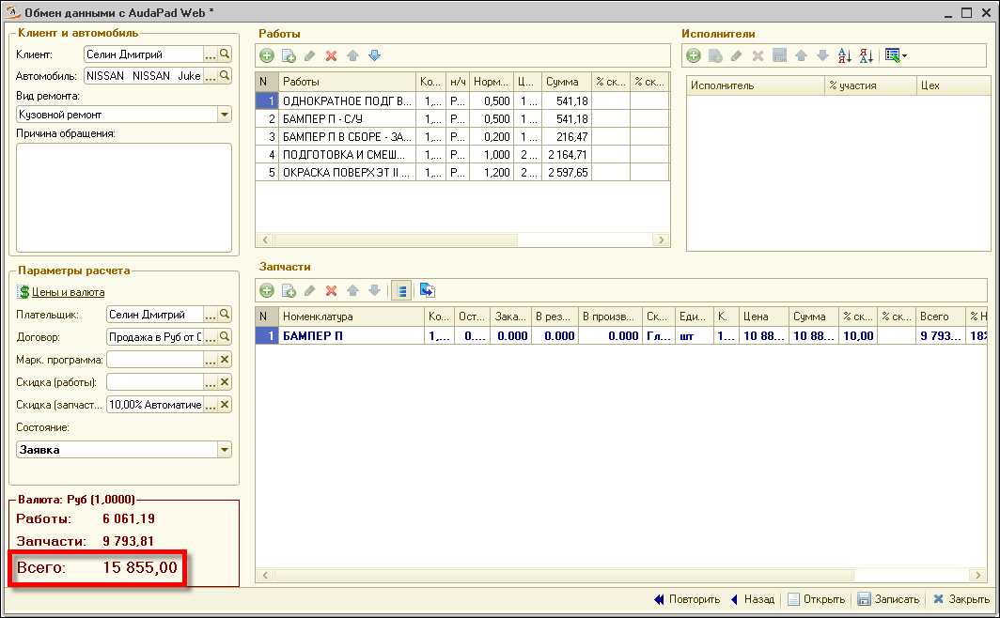 Обмен данными с AudaPad Web *
Клиент и автомобиль
Клиент: Селин Дмитрий ...
Автомобиль: NISSAN NISSAN Juke ...
Вид ремонта:
Кузовной ремонт
Причина обращения:
Параметры расчета
Цены и валюта
Плательщик: Селин Дмитрий ...
Договор: Продажа в Руб от ...
Марк. программа: ...
Скидка (работы): ...
Скидка (запчаст... 10,00% Автоматиче ...
Состояние:
Заявка
Валюта: Руб (1,0000)
Работы: 6 061,19
Запчасти: 9 793,81
Всего: 15 855,00
Работы
N Работы Ко... н/ч Норм... Ц... Сумма % ск... % ск...
1 ОДНОКРАТНОЕ ПОДГ В... 1,... Р... 0,500 1 ... 541,18
2 БАМПЕР П - С/У 1,... Р... 0,500 1 ... 541,18
3 БАМПЕР П В СБОРЕ - ЗА... 1,... Р... 0,200 1 ... 216,47
4 ПОДГОТОВКА И СМЕШ... 1,... Р... 1,000 2 ... 2 164,71
5 ОКРАСКА ПОВЕРХ ЭТ II ... 1,... Р... 1,200 2 ... 2 597,65
Исполнители
Исполнитель % участия Цех
Запчасти
N Номенклатура Ко... Ост... Зака... В рез... В произв... Ск... Еди... К. Цена Сумма % ск... % ск... Всего % Н
1 БАМПЕР П 1,... 0.... 0.000 0.000 0.000 Гл... шт 1... 10 88... 10 88... 10,00 9 793... 18%
Повторить Назад Открыть Записать Закрыть